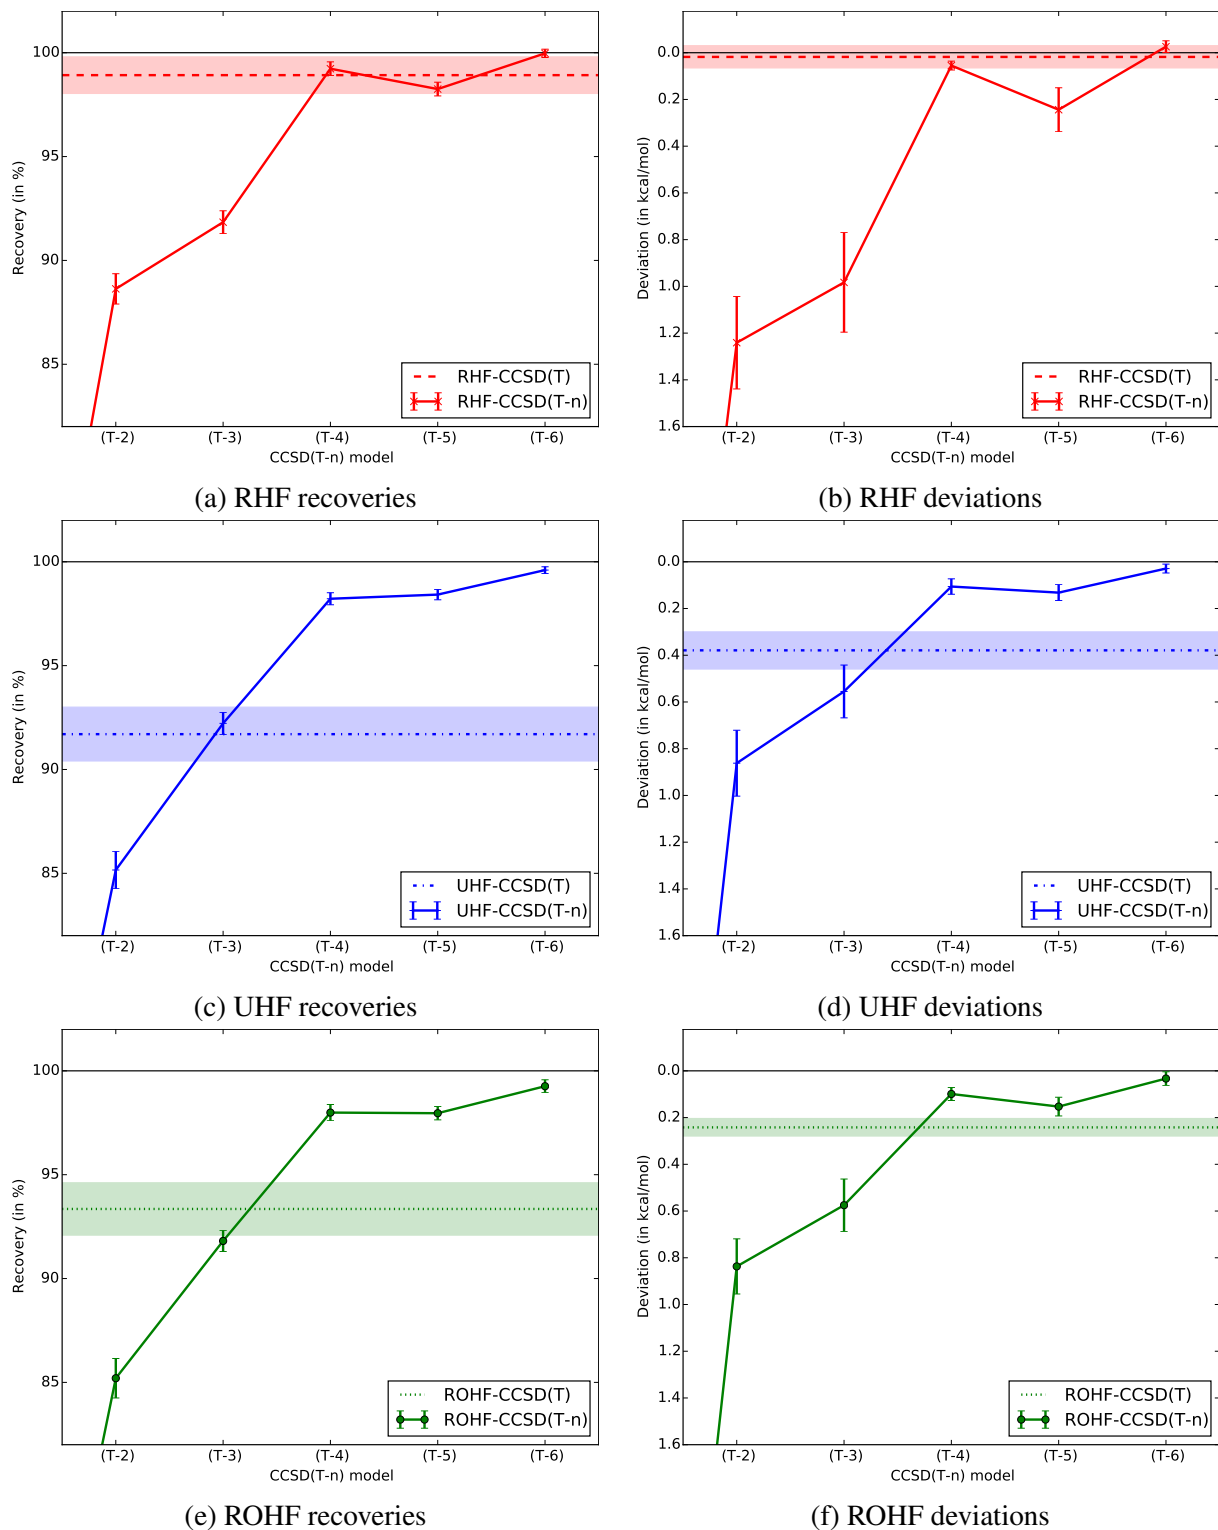 100
95
90
85
Recovery (in %)
(T-2) (T-3) (T-4) (T-5) (T-6)
CCSD(T-n) model
RHF-CCSD(T)
RHF-CCSD(T-n)
(a) RHF recoveries
0.0
0.2
0.4
0.6
0.8
1.0
1.2
1.4
1.6
Deviation (in kcal/mol)
(T-2) (T-3) (T-4) (T-5) (T-6)
CCSD(T-n) model
RHF-CCSD(T)
RHF-CCSD(T-n)
(b) RHF deviations
100
95
90
85
Recovery (in %)
(T-2) (T-3) (T-4) (T-5) (T-6)
CCSD(T-n) model
UHF-CCSD(T)
UHF-CCSD(T-n)
(c) UHF recoveries
0.0
0.2
0.4
0.6
0.8
1.0
1.2
1.4
1.6
Deviation (in kcal/mol)
(T-2) (T-3) (T-4) (T-5) (T-6)
CCSD(T-n) model
UHF-CCSD(T)
UHF-CCSD(T-n)
(d) UHF deviations
100
95
90
85
Recovery (in %)
(T-2) (T-3) (T-4) (T-5) (T-6)
CCSD(T-n) model
ROHF-CCSD(T)
ROHF-CCSD(T-n)
(e) ROHF recoveries
0.0
0.2
0.4
0.6
0.8
1.0
1.2
1.4
1.6
Deviation (in kcal/mol)
(T-2) (T-3) (T-4) (T-5) (T-6)
CCSD(T-n) model
ROHF-CCSD(T)
ROHF-CCSD(T-n)
(f) ROHF deviations